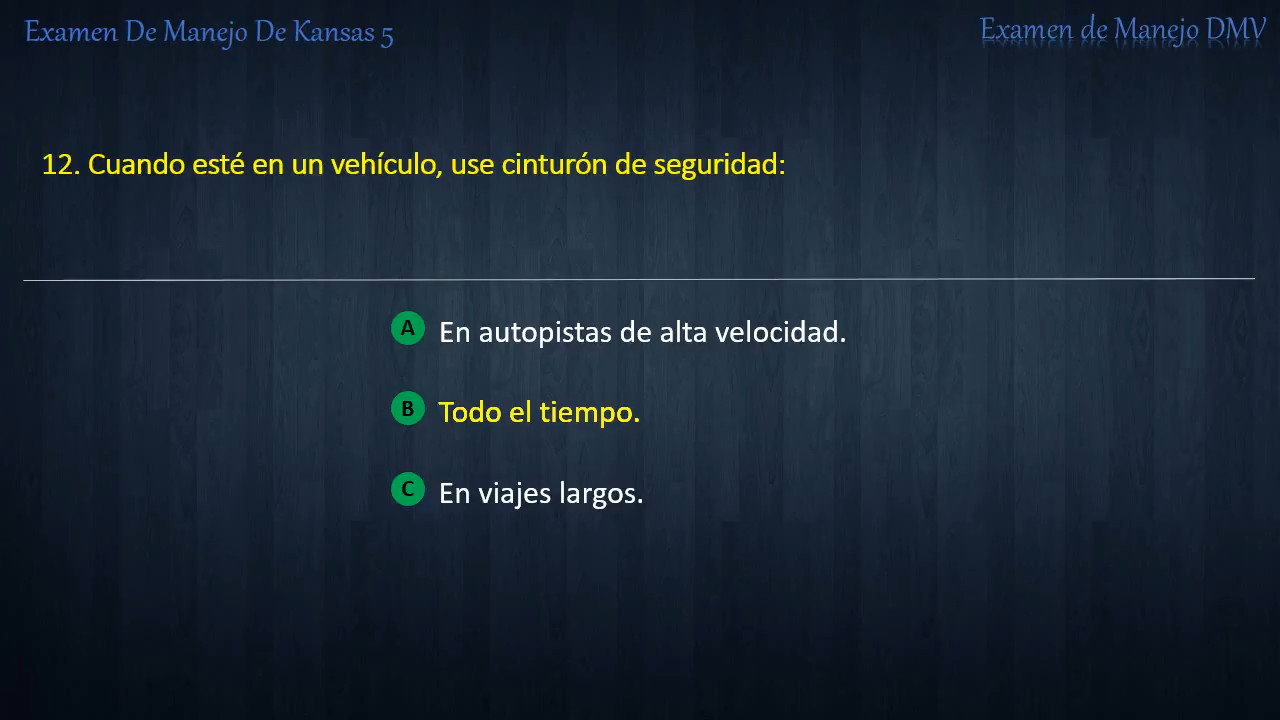 Examen De Manejo De Kansas 5
Examen de Manejo DMV
12. Cuando esté en un vehículo, use cinturón de seguridad:
A En autopistas de alta velocidad.
B Todo el tiempo.
C En viajes largos.